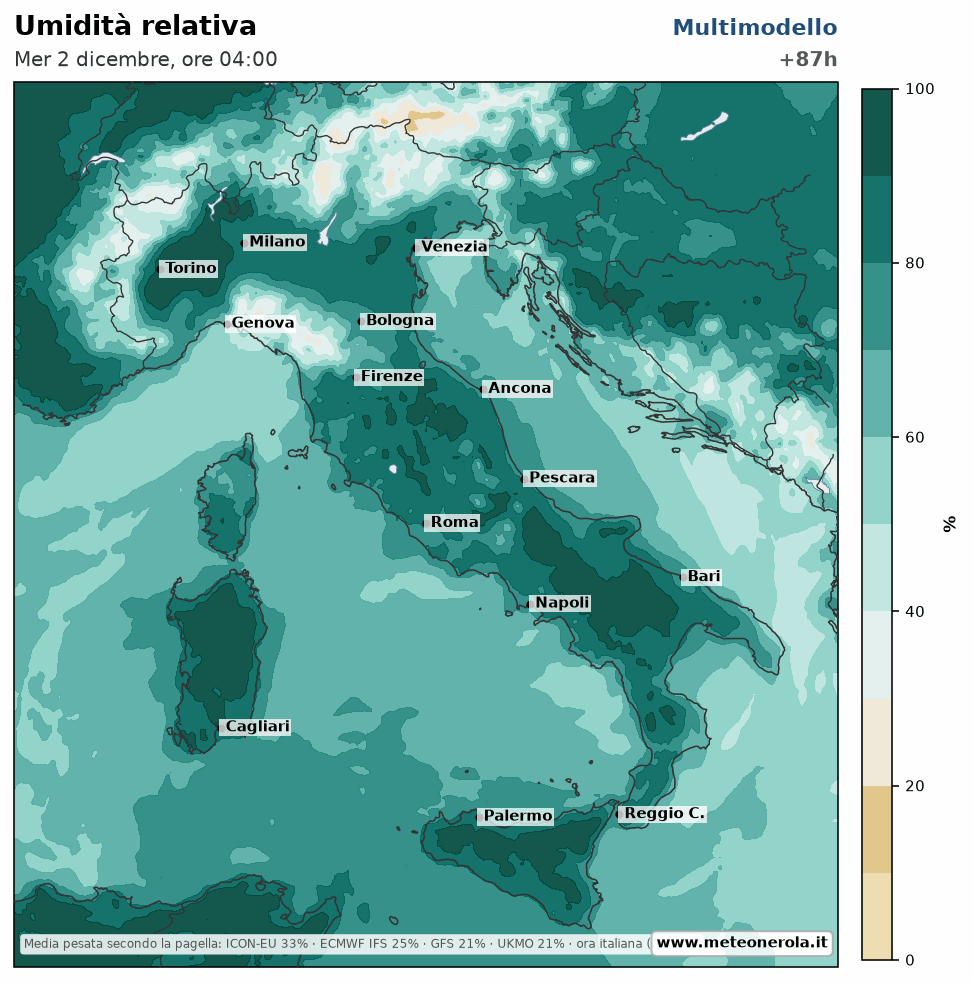 Umidità relativa
Multimodello
Mer 2 dicembre, ore 04:00
+87h
100
80
60
40
20
0
%
Milano
Venezia
Torino
Genova
Bologna
Firenze
Ancona
Pescara
Roma
Bari
Napoli
Cagliari
Palermo
Reggio C.
Media pesata secondo la pagella: ICON-EU 33% · ECMWF IFS 25% · GFS 21% · UKMO 21% · ora italiana (
www.meteonerola.it